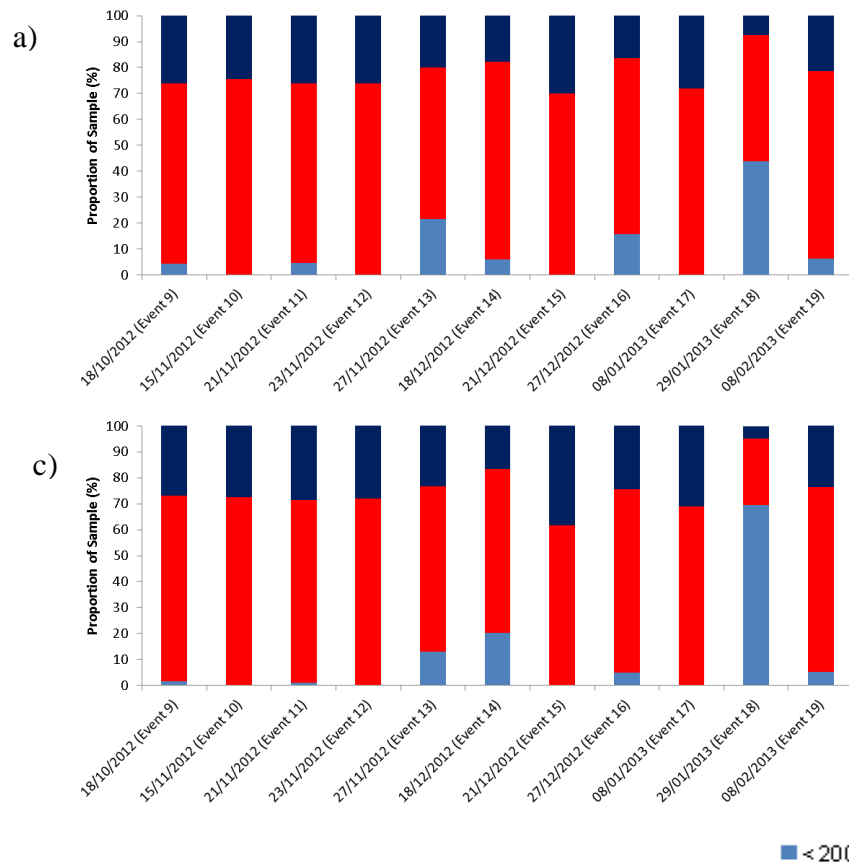 a)
Proportion of Sample (%)
100
90
80
70
60
50
40
30
20
10
0
18/10/2012 (Event 9)
15/11/2012 (Event 10)
21/11/2012 (Event 11)
23/11/2012 (Event 12)
27/11/2012 (Event 13)
18/12/2012 (Event 14)
21/12/2012 (Event 15)
27/12/2012 (Event 16)
08/01/2013 (Event 17)
29/01/2013 (Event 18)
08/02/2013 (Event 19)
c)
Proportion of Sample (%)
100
90
80
70
60
50
40
30
20
10
0
18/10/2012 (Event 9)
15/11/2012 (Event 10)
21/11/2012 (Event 11)
23/11/2012 (Event 12)
27/11/2012 (Event 13)
18/12/2012 (Event 14)
21/12/2012 (Event 15)
27/12/2012 (Event 16)
08/01/2013 (Event 17)
29/01/2013 (Event 18)
08/02/2013 (Event 19)
< 200